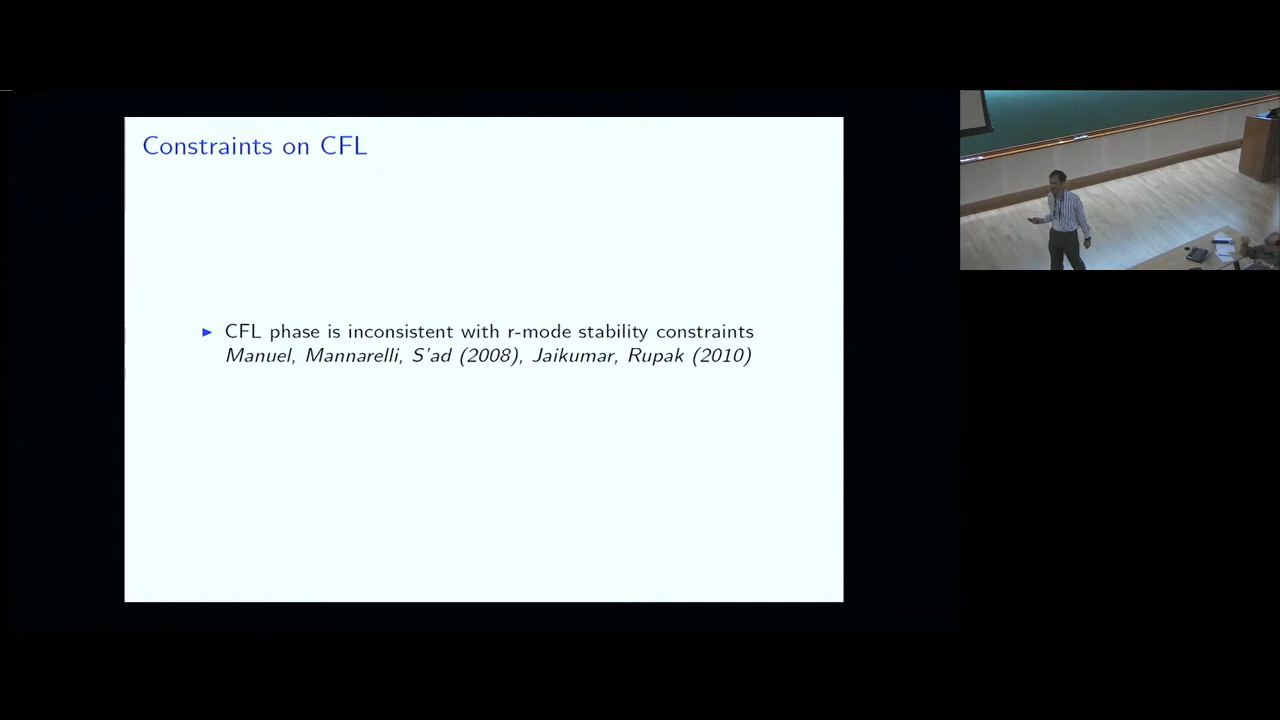 Constraints on CFL
▶ CFL phase is inconsistent with r-mode stability constraints
Manuel, Mannarelli, S'ad (2008), Jaikumar, Rupak (2010)